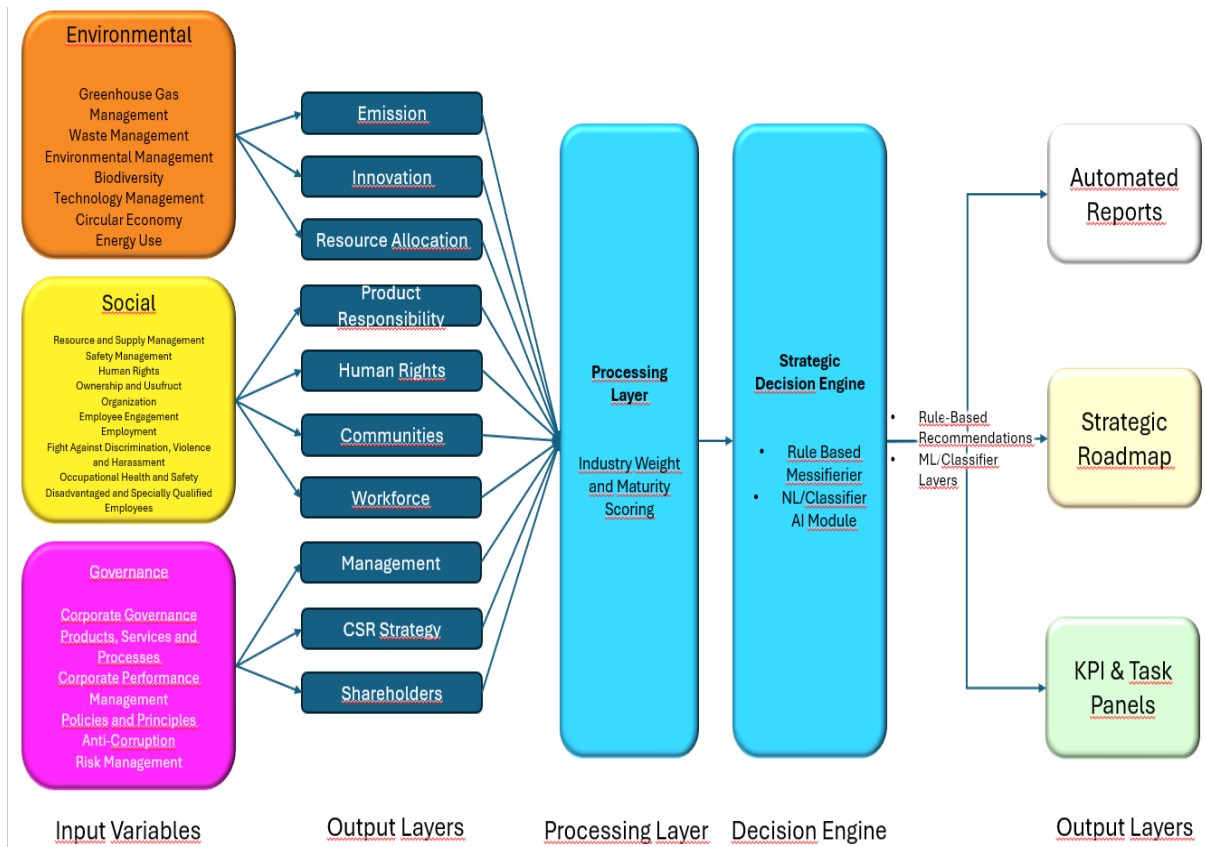 Environmental
Greenhouse Gas
Management
Waste Management
Environmental Management
Biodiversity
Technology Management
Circular Economy
Energy Use
Social
Resource and Supply Management
Safety Management
Human Rights
Ownership and Usufruct
Organization
Employee Engagement
Employment
Fight Against Discrimination, Violence
and Harassment
Occupational Health and Safety
Disadvantaged and Specially Qualified
Employees
Governance
Corporate Governance
Products, Services and
Processes
Corporate Performance
Management
Policies and Principles
Anti-Corruption
Risk Management
Input Variables
Emission
Innovation
Resource Allocation
Product
Responsibility
Human Rights
Communities
Workforce
Management
CSR Strategy
Shareholders
Output Layers
Processing
Layer
Industry Weight
and Maturity
Scoring
Processing Layer
Strategic
Decision Engine
• Rule Based
Messifierier
• NL/Classifier
AI Module
Decision Engine
• Rule-Based
Recommendations
• ML/Classifier
Layers
Automated
Reports
Strategic
Roadmap
KPI & Task
Panels
Output Layers